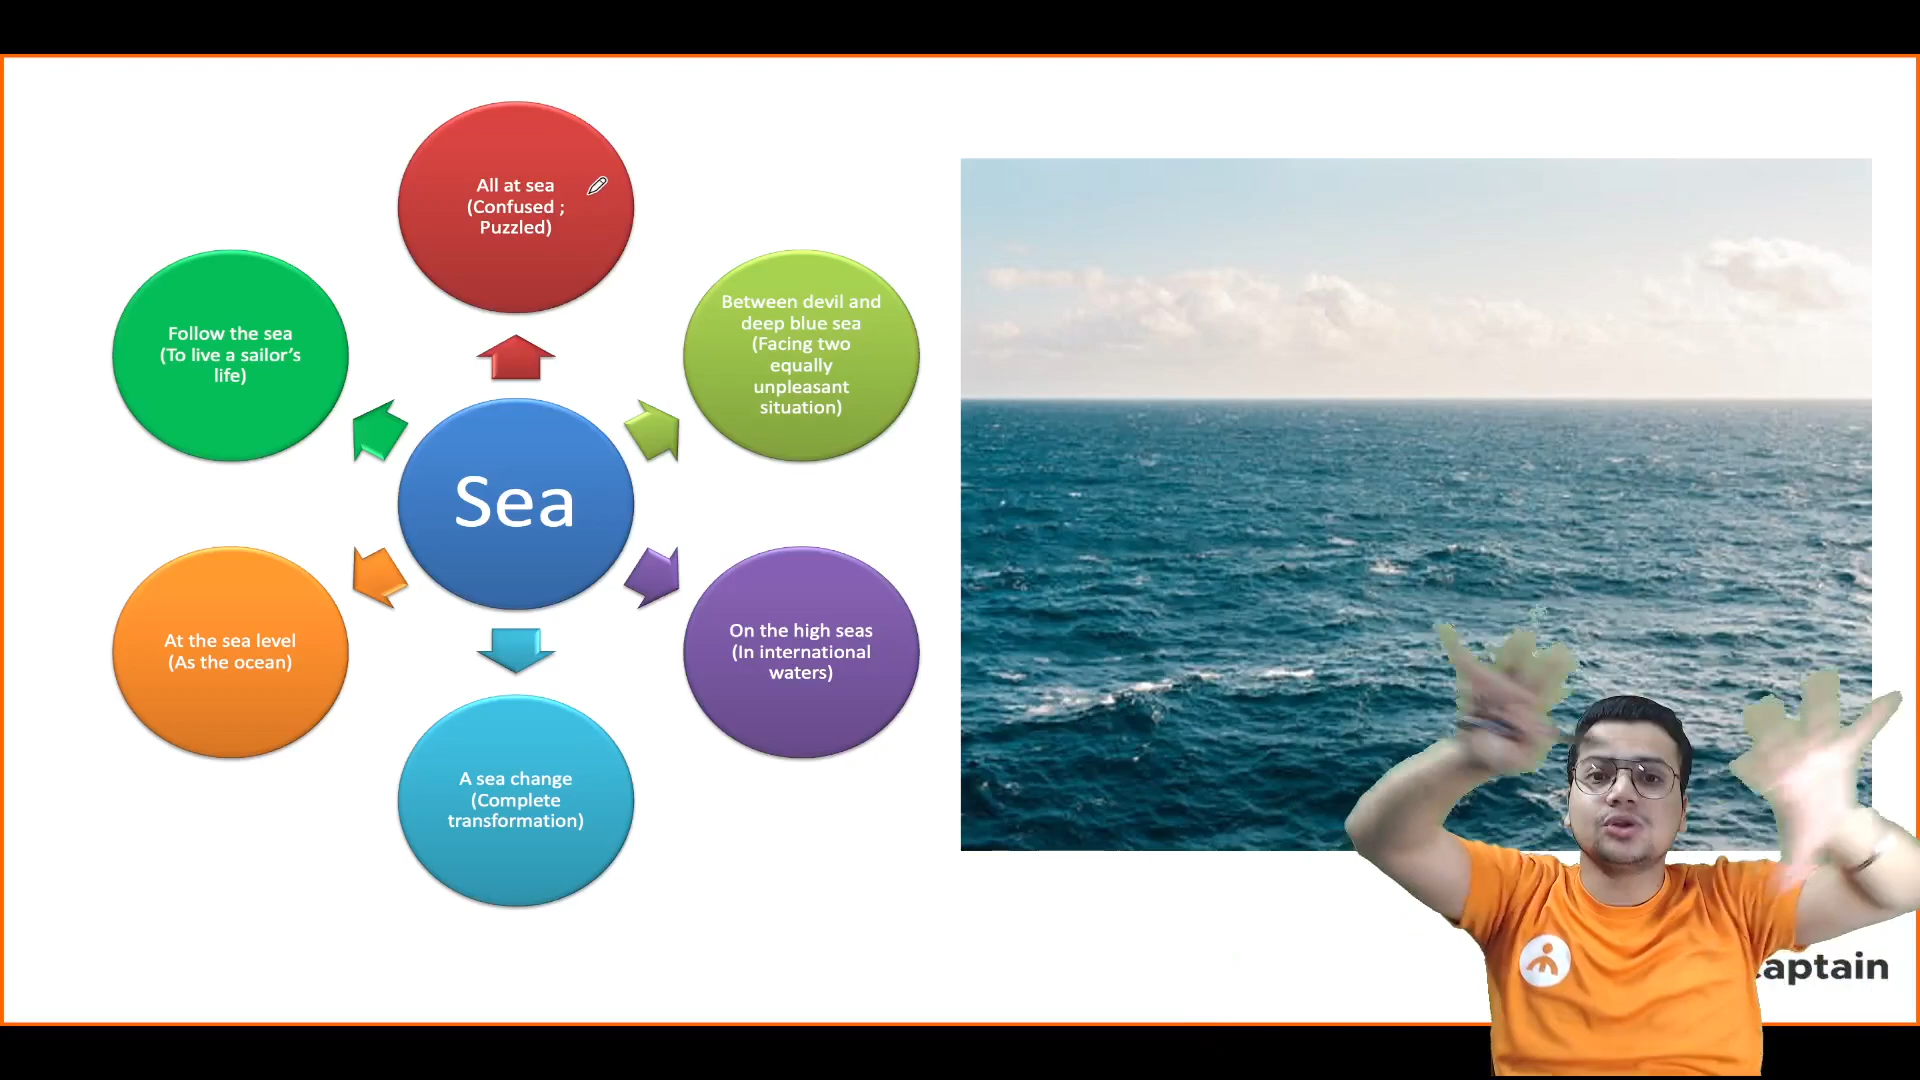 All at sea
(Confused ;
Puzzled)
Between devil and
deep blue sea
(Facing two
equally
unpleasant
situation)
Follow the sea
(To live a sailor’s
life)
Sea
On the high seas
(In international
waters)
At the sea level
(As the ocean)
A sea change
(Complete
transformation)